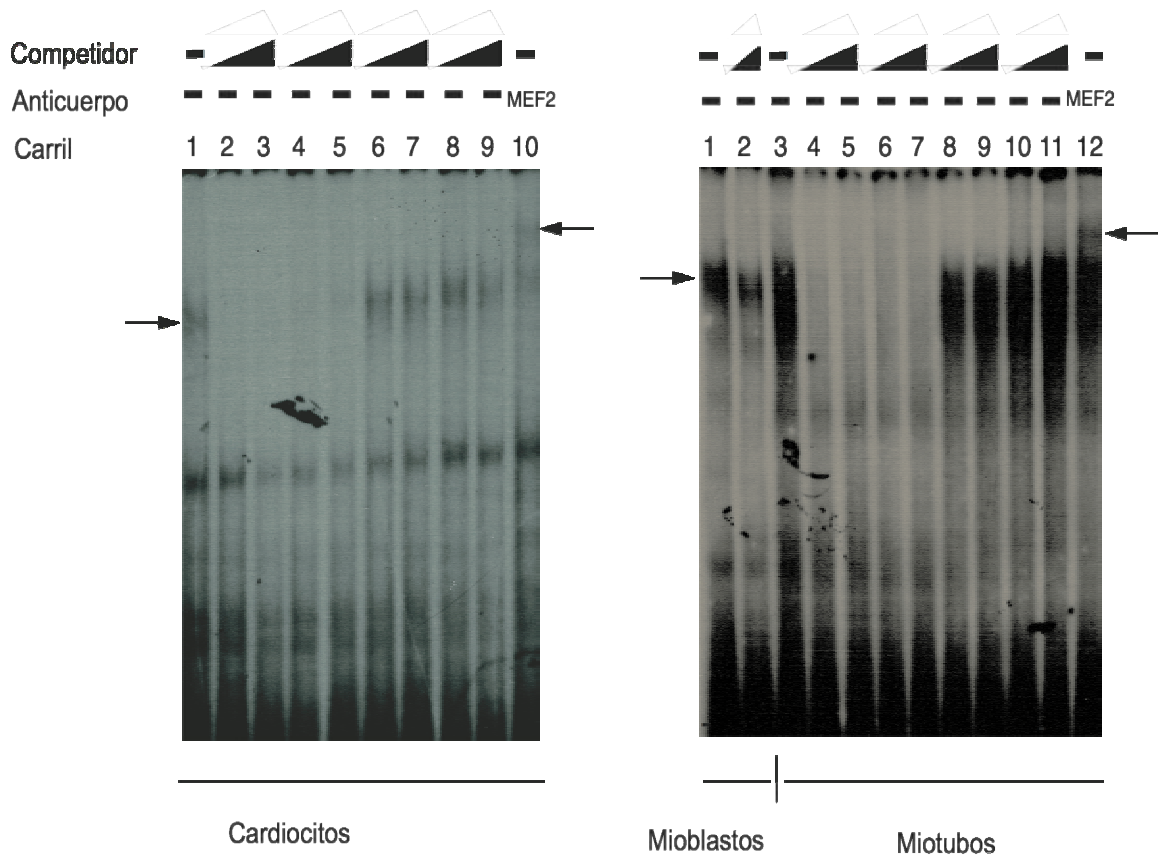 Competidor
Anticuerpo MEF2 MEF2
Carril 1 2 3 4 5 6 7 8 9 10 1 2 3 4 5 6 7 8 9 10 11 12
Cardiocitos Mioblastos Miotubos